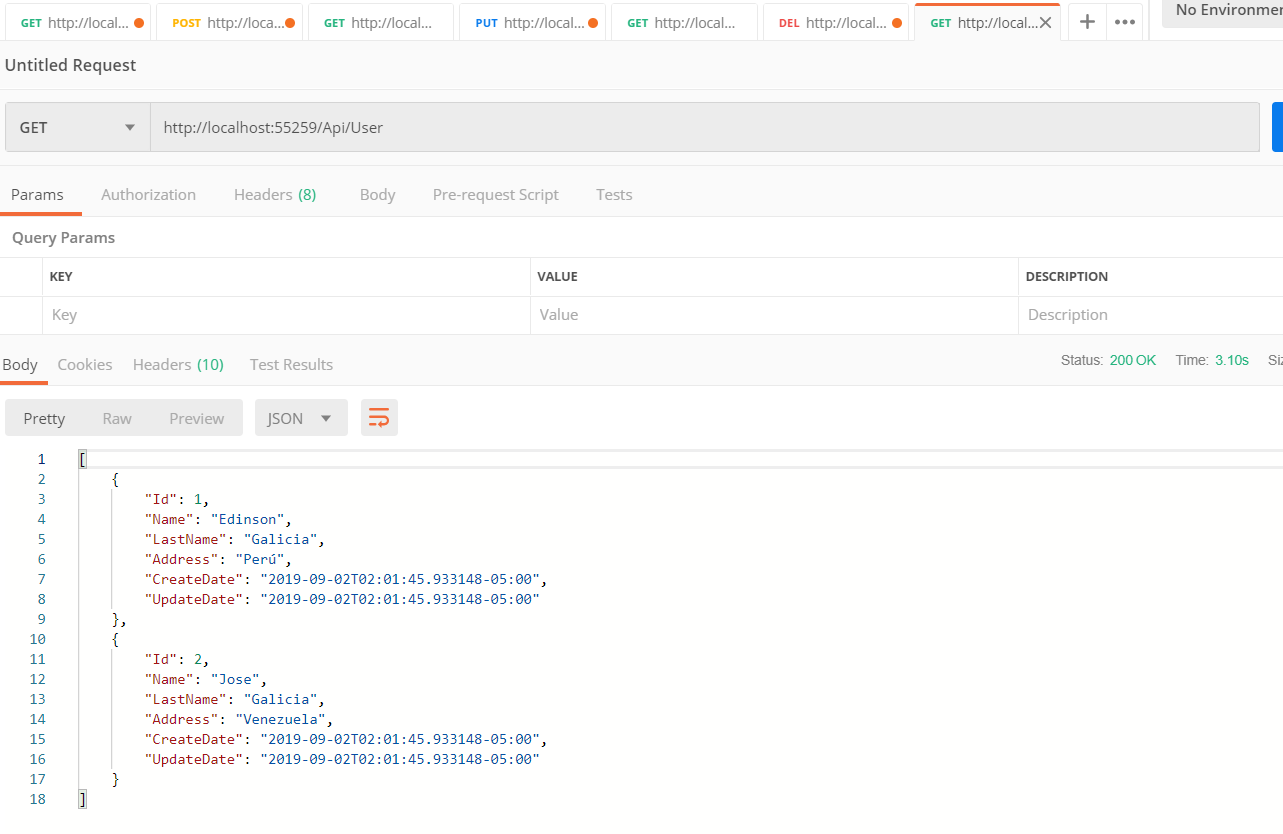 GET http://loca... POST http://loca... GET http://local... PUT http://local... GET http://local... DEL http://local... GET http://local... No Environmen
Untitled Request
GET http://localhost:55259/Api/User
Params Authorization Headers (8) Body Pre-request Script Tests
Query Params
KEY VALUE DESCRIPTION
Key Value Description
Body Cookies Headers (10) Test Results Status: 200 OK Time: 3.10s Siz
Pretty Raw Preview JSON
1 [
2 {
3 "Id": 1,
4 "Name": "Edinson",
5 "LastName": "Galicia",
6 "Address": "Perú",
7 "CreateDate": "2019-09-02T02:01:45.933148-05:00",
8 "UpdateDate": "2019-09-02T02:01:45.933148-05:00"
9 },
10 {
11 "Id": 2,
12 "Name": "Jose",
13 "LastName": "Galicia",
14 "Address": "Venezuela",
15 "CreateDate": "2019-09-02T02:01:45.933148-05:00",
16 "UpdateDate": "2019-09-02T02:01:45.933148-05:00"
17 }
18 ]